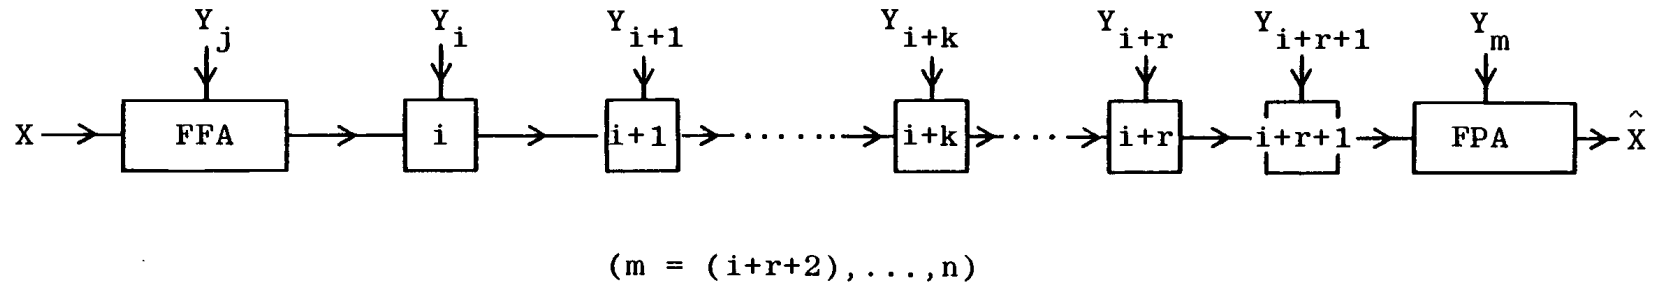 Y_j Y_i Y_{i+1} Y_{i+k} Y_{i+r} Y_{i+r+1} Y_m
X FFA i i+1 ...... i+k ... i+r i+r+1 FPA X̂
(m = (i+r+2),...,n)